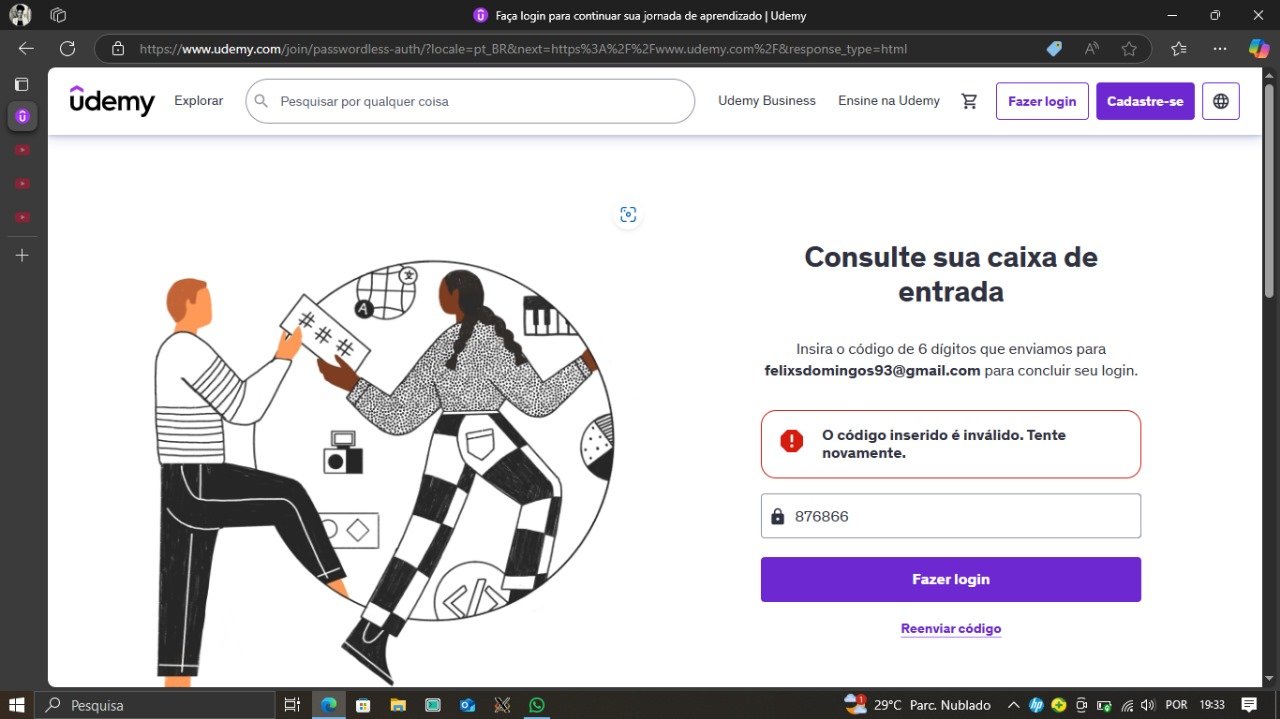 Faça login para continuar sua jornada de aprendizado | Udemy
https://www.udemy.com/join/passwordless-auth/?locale=pt_BR&next=https%3A%2F%2Fwww.udemy.com%2F&response_type=html
ûdemy
Explorar
Pesquisar por qualquer coisa
Udemy Business
Ensine na Udemy
Fazer login
Cadastre-se
Consulte sua caixa de
entrada
Insira o código de 6 dígitos que enviamos para
felixsdomingos93@gmail.com para concluir seu login.
O código inserido é inválido. Tente
novamente.
876866
Fazer login
Reenviar código
###
A
文
</>
Pesquisa
1
29°C Parc. Nublado
hp
POR
19:33